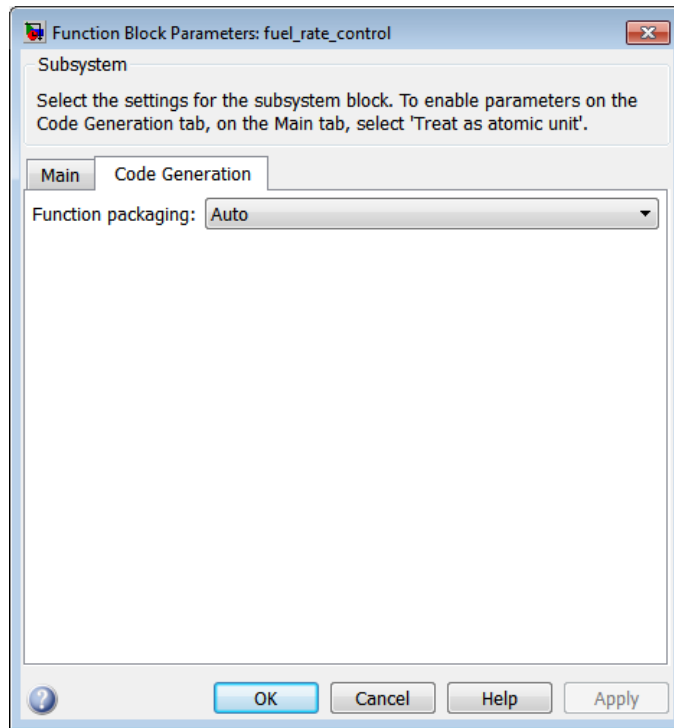 Function Block Parameters: fuel_rate_control
Subsystem
Select the settings for the subsystem block. To enable parameters on the
Code Generation tab, on the Main tab, select 'Treat as atomic unit'.
Main Code Generation
Function packaging: Auto
? OK Cancel Help Apply